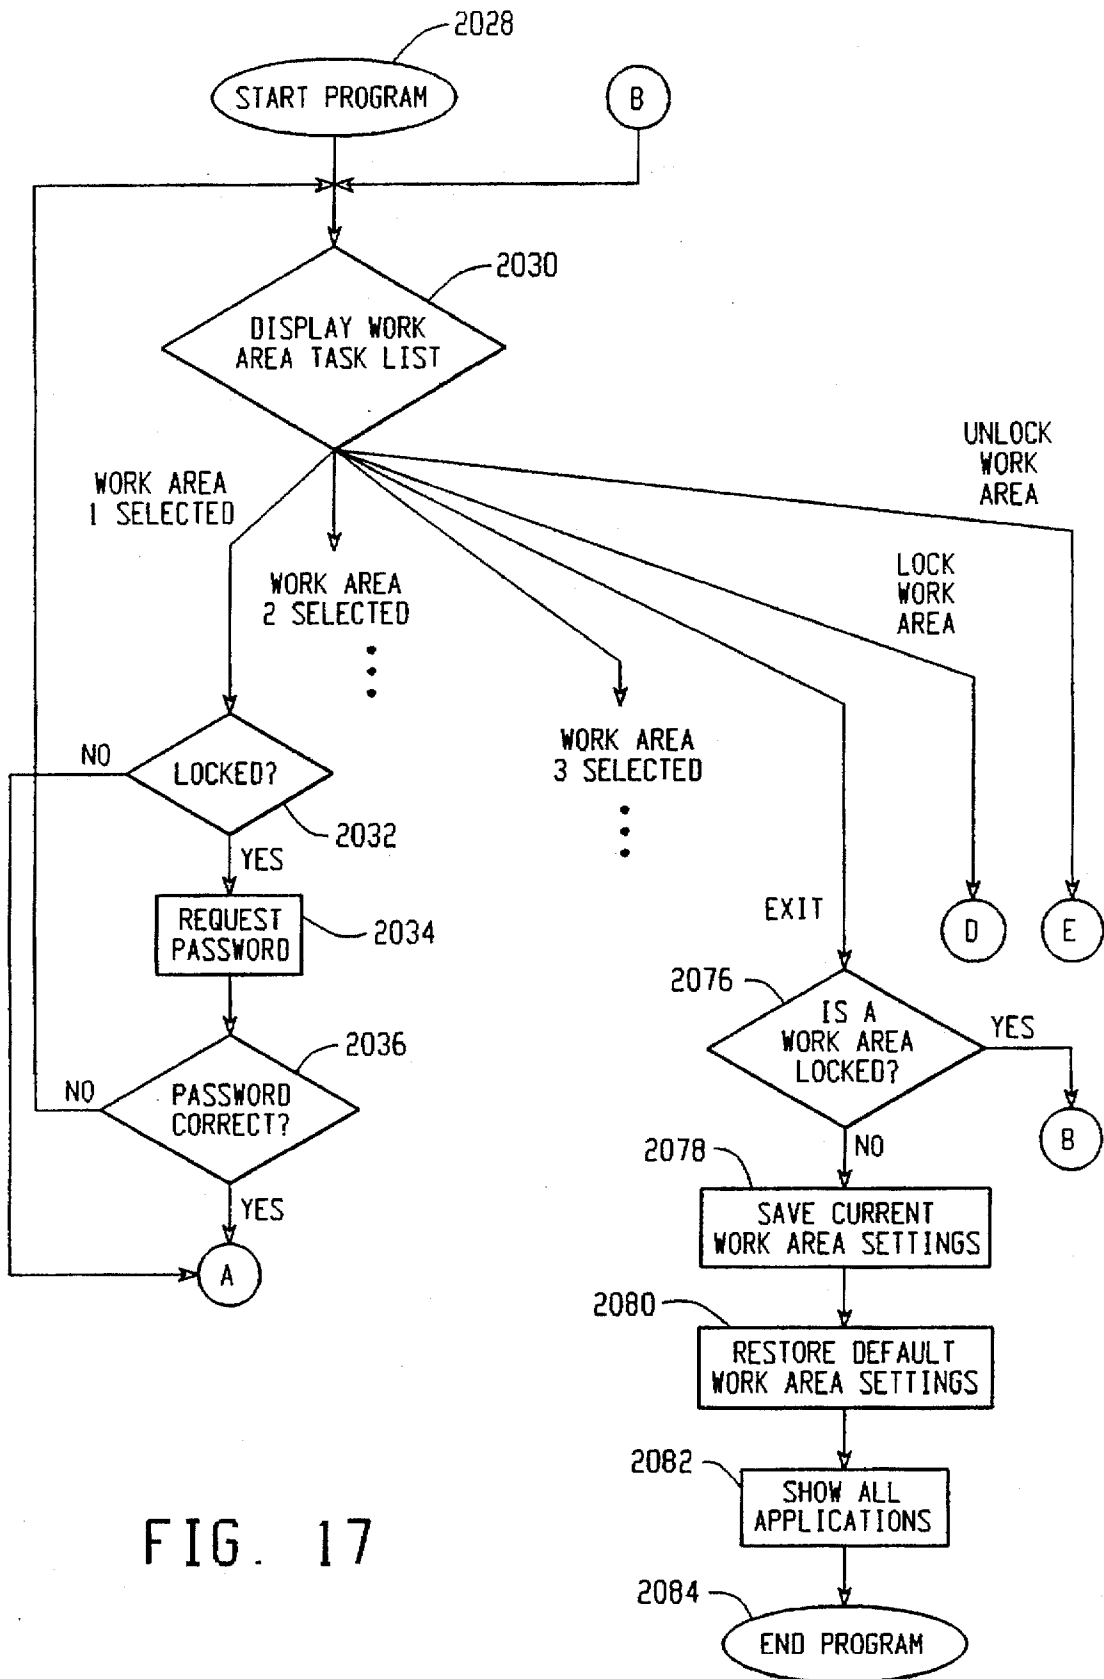 2028
START PROGRAM
B
2030
DISPLAY WORK
AREA TASK LIST
UNLOCK
WORK
AREA
WORK AREA
1 SELECTED
LOCK
WORK
AREA
WORK AREA
2 SELECTED
WORK AREA
3 SELECTED
NO
LOCKED?
2032
YES
REQUEST
PASSWORD
2034
EXIT
D
E
2036
NO
PASSWORD
CORRECT?
YES
A
2076
IS A
WORK AREA
LOCKED?
YES
B
NO
2078
SAVE CURRENT
WORK AREA SETTINGS
2080
RESTORE DEFAULT
WORK AREA SETTINGS
2082
SHOW ALL
APPLICATIONS
2084
END PROGRAM
FIG. 17